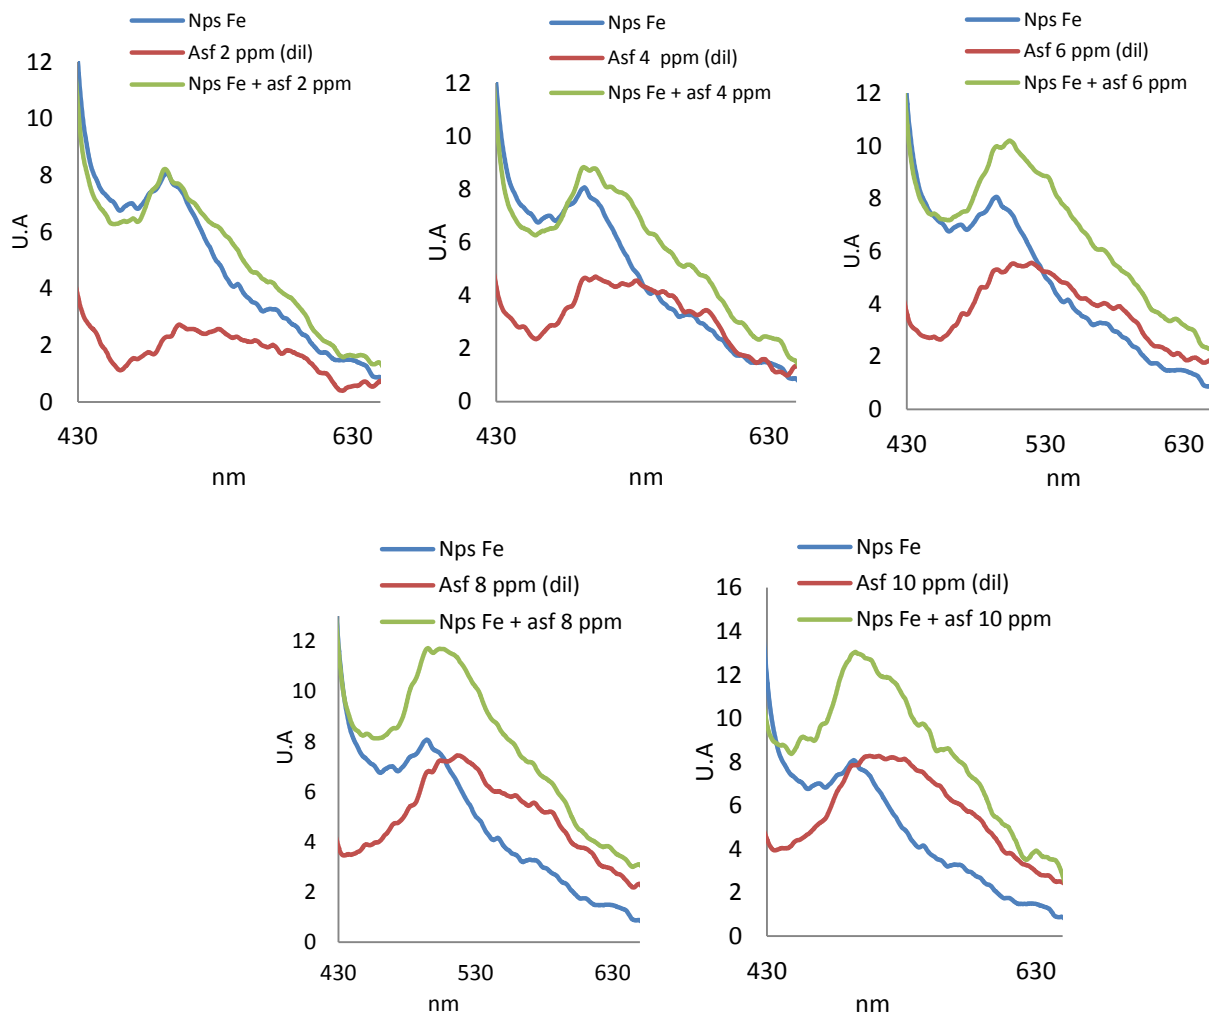 Nps Fe
Asf 2 ppm (dil)
Nps Fe + asf 2 ppm
12
10
8
6
4
2
0
U.A
430
630
nm
Nps Fe
Asf 4  ppm (dil)
Nps Fe + asf 4 ppm
12
10
8
6
4
2
0
U.A
430
630
nm
Nps Fe
Asf 6 ppm (dil)
Nps Fe + asf 6 ppm
12
10
8
6
4
2
0
U.A
430
530
630
nm
Nps Fe
Asf 8 ppm (dil)
Nps Fe + asf 8 ppm
12
10
8
6
4
2
0
U.A
430
530
630
nm
Nps Fe
Asf 10 ppm (dil)
Nps Fe + asf 10 ppm
16
14
12
10
8
6
4
2
0
U.A
430
630
nm